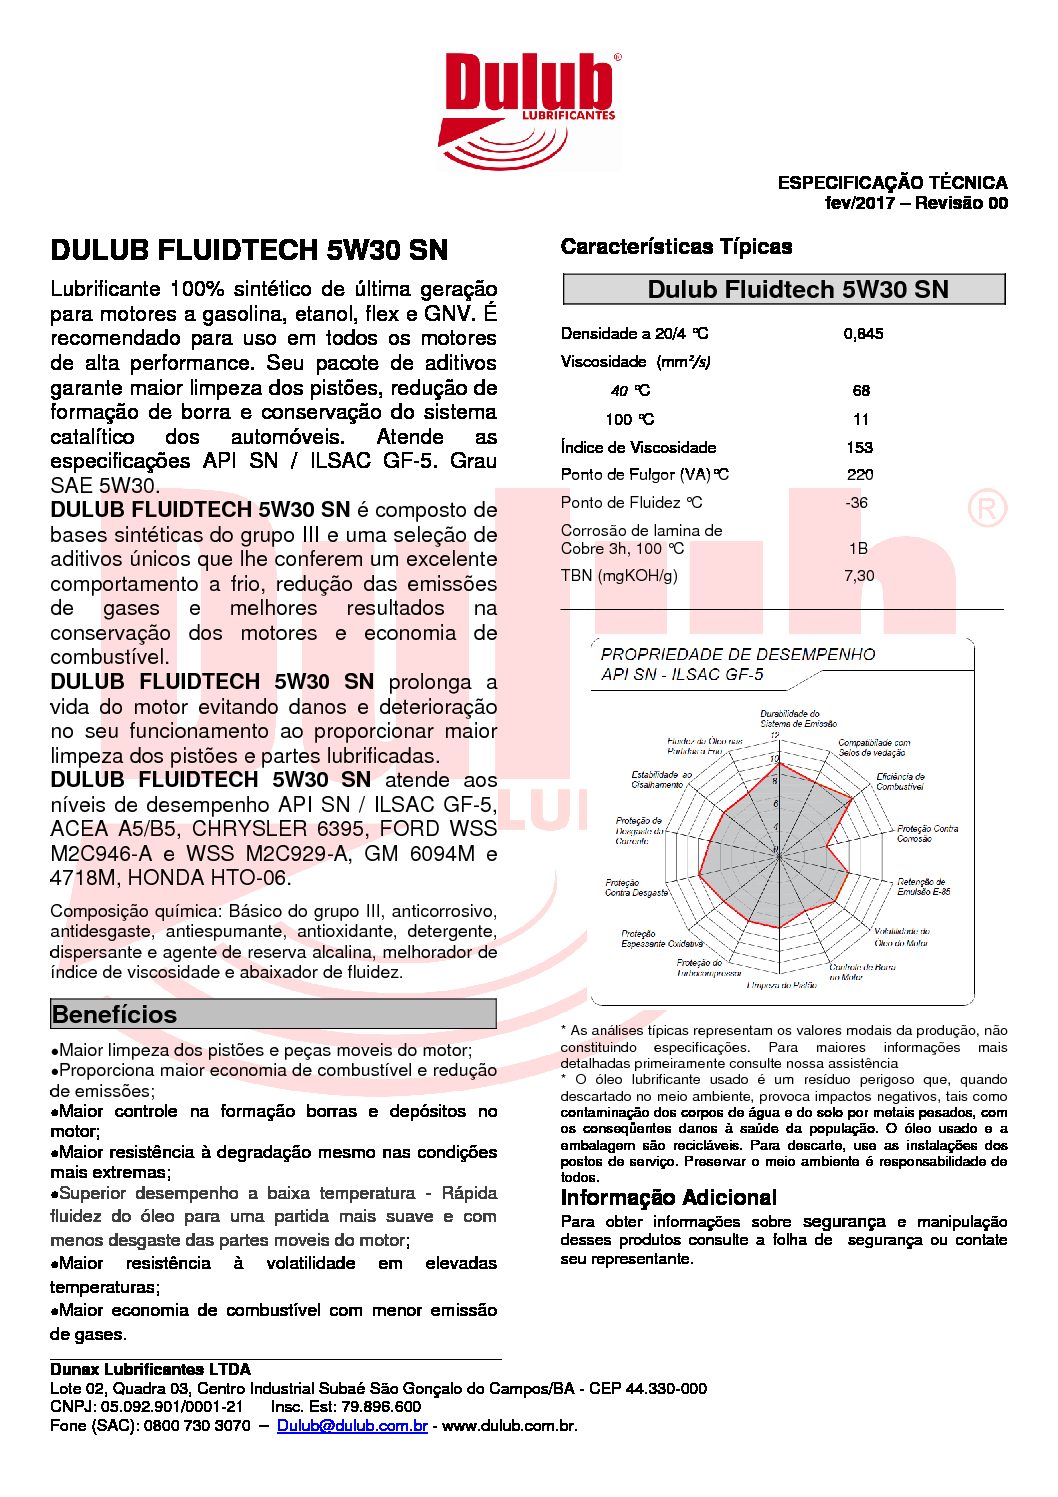 Dulub®
LUBRIFICANTES
ESPECIFICAÇÃO TÉCNICA
fev/2017 – Revisão 00
DULUB FLUIDTECH 5W30 SN
Lubrificante 100% sintético de última geração
para motores a gasolina, etanol, flex e GNV. É
recomendado para uso em todos os motores
de alta performance. Seu pacote de aditivos
garante maior limpeza dos pistões, redução de
formação de borra e conservação do sistema
catalítico dos automóveis. Atende as
especificações API SN / ILSAC GF-5. Grau
SAE 5W30.
DULUB FLUIDTECH 5W30 SN é composto de
bases sintéticas do grupo III e uma seleção de
aditivos únicos que lhe conferem um excelente
comportamento a frio, redução das emissões
de gases e melhores resultados na
conservação dos motores e economia de
combustível.
DULUB FLUIDTECH 5W30 SN prolonga a
vida do motor evitando danos e deterioração
no seu funcionamento ao proporcionar maior
limpeza dos pistões e partes lubrificadas.
DULUB FLUIDTECH 5W30 SN atende aos
níveis de desempenho API SN / ILSAC GF-5,
ACEA A5/B5, CHRYSLER 6395, FORD WSS
M2C946-A e WSS M2C929-A, GM 6094M e
4718M, HONDA HTO-06.
Composição química: Básico do grupo III, anticorrosivo,
antidesgaste, antiespumante, antioxidante, detergente,
dispersante e agente de reserva alcalina, melhorador de
índice de viscosidade e abaixador de fluidez.
Benefícios
●Maior limpeza dos pistões e peças moveis do motor;
●Proporciona maior economia de combustível e redução
de emissões;
●Maior controle na formação borras e depósitos no
motor;
●Maior resistência à degradação mesmo nas condições
mais extremas;
●Superior desempenho a baixa temperatura - Rápida
fluidez do óleo para uma partida mais suave e com
menos desgaste das partes moveis do motor;
●Maior resistência à volatilidade em elevadas
temperaturas;
●Maior economia de combustível com menor emissão
de gases.
Características Típicas
Dulub Fluidtech 5W30 SN
Densidade a 20/4 ºC 0,845
Viscosidade (mm²/s)
40 ºC 68
100 ºC 11
Índice de Viscosidade 153
Ponto de Fulgor (VA) ºC 220
Ponto de Fluidez ºC -36
Corrosão de lamina de
Cobre 3h, 100 ºC 1B
TBN (mgKOH/g) 7,30
PROPRIEDADE DE DESEMPENHO
API SN - ILSAC GF-5
Durabilidade do
Sistema de Emissão
12
10
8
6
4
Fluidez da Óleo nas
Partidas a Frio
Compatibilade com
Selos de vedação
Estabilidade ao
Cisalhamento
Eficiência de
Combustível
Proteção de
Desgaste da
Corrente
Proteção Contra
Corrosão
Proteção
Contra Desgaste
Retenção de
Emulsão E-85
Proteção
Espessante Oxidativa
Volatilidade do
Óleo do Motor
Proteção do
Turbocompressor
Controle de Borra
no Motor
Limpeza do Pistão
* As análises típicas representam os valores modais da produção, não
constituindo especificações. Para maiores informações mais
detalhadas primeiramente consulte nossa assistência
* O óleo lubrificante usado é um resíduo perigoso que, quando
descartado no meio ambiente, provoca impactos negativos, tais como
contaminação dos corpos de água e do solo por metais pesados, com
os conseqüentes danos à saúde da população. O óleo usado e a
embalagem são recicláveis. Para descarte, use as instalações dos
postos de serviço. Preservar o meio ambiente é responsabilidade de
todos.
Informação Adicional
Para obter informações sobre segurança e manipulação
desses produtos consulte a folha de segurança ou contate
seu representante.
Dunax Lubrificantes LTDA
Lote 02, Quadra 03, Centro Industrial Subaé São Gonçalo do Campos/BA - CEP 44.330-000
CNPJ: 05.092.901/0001-21 Insc. Est: 79.896.600
Fone (SAC): 0800 730 3070 – Dulub@dulub.com.br - www.dulub.com.br.